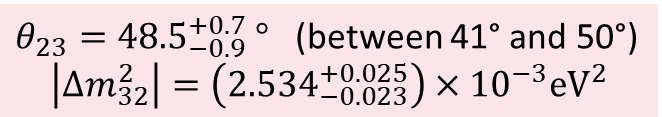 θ₂₃ = 48.5⁺⁰·⁷₋₀.₉ ° (between 41° and 50°)
|Δm²₃₂| = (2.534⁺⁰·⁰²⁵₋₀.₀₂₃) × 10⁻³eV²